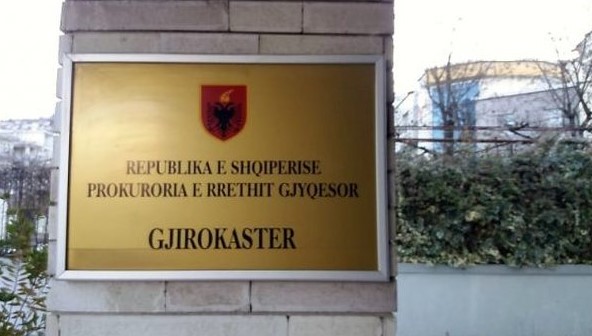 REPUBLIKA E SHQIPERISE
PROKURORIA E RRETHIT GJYQESOR
GJIROKASTER